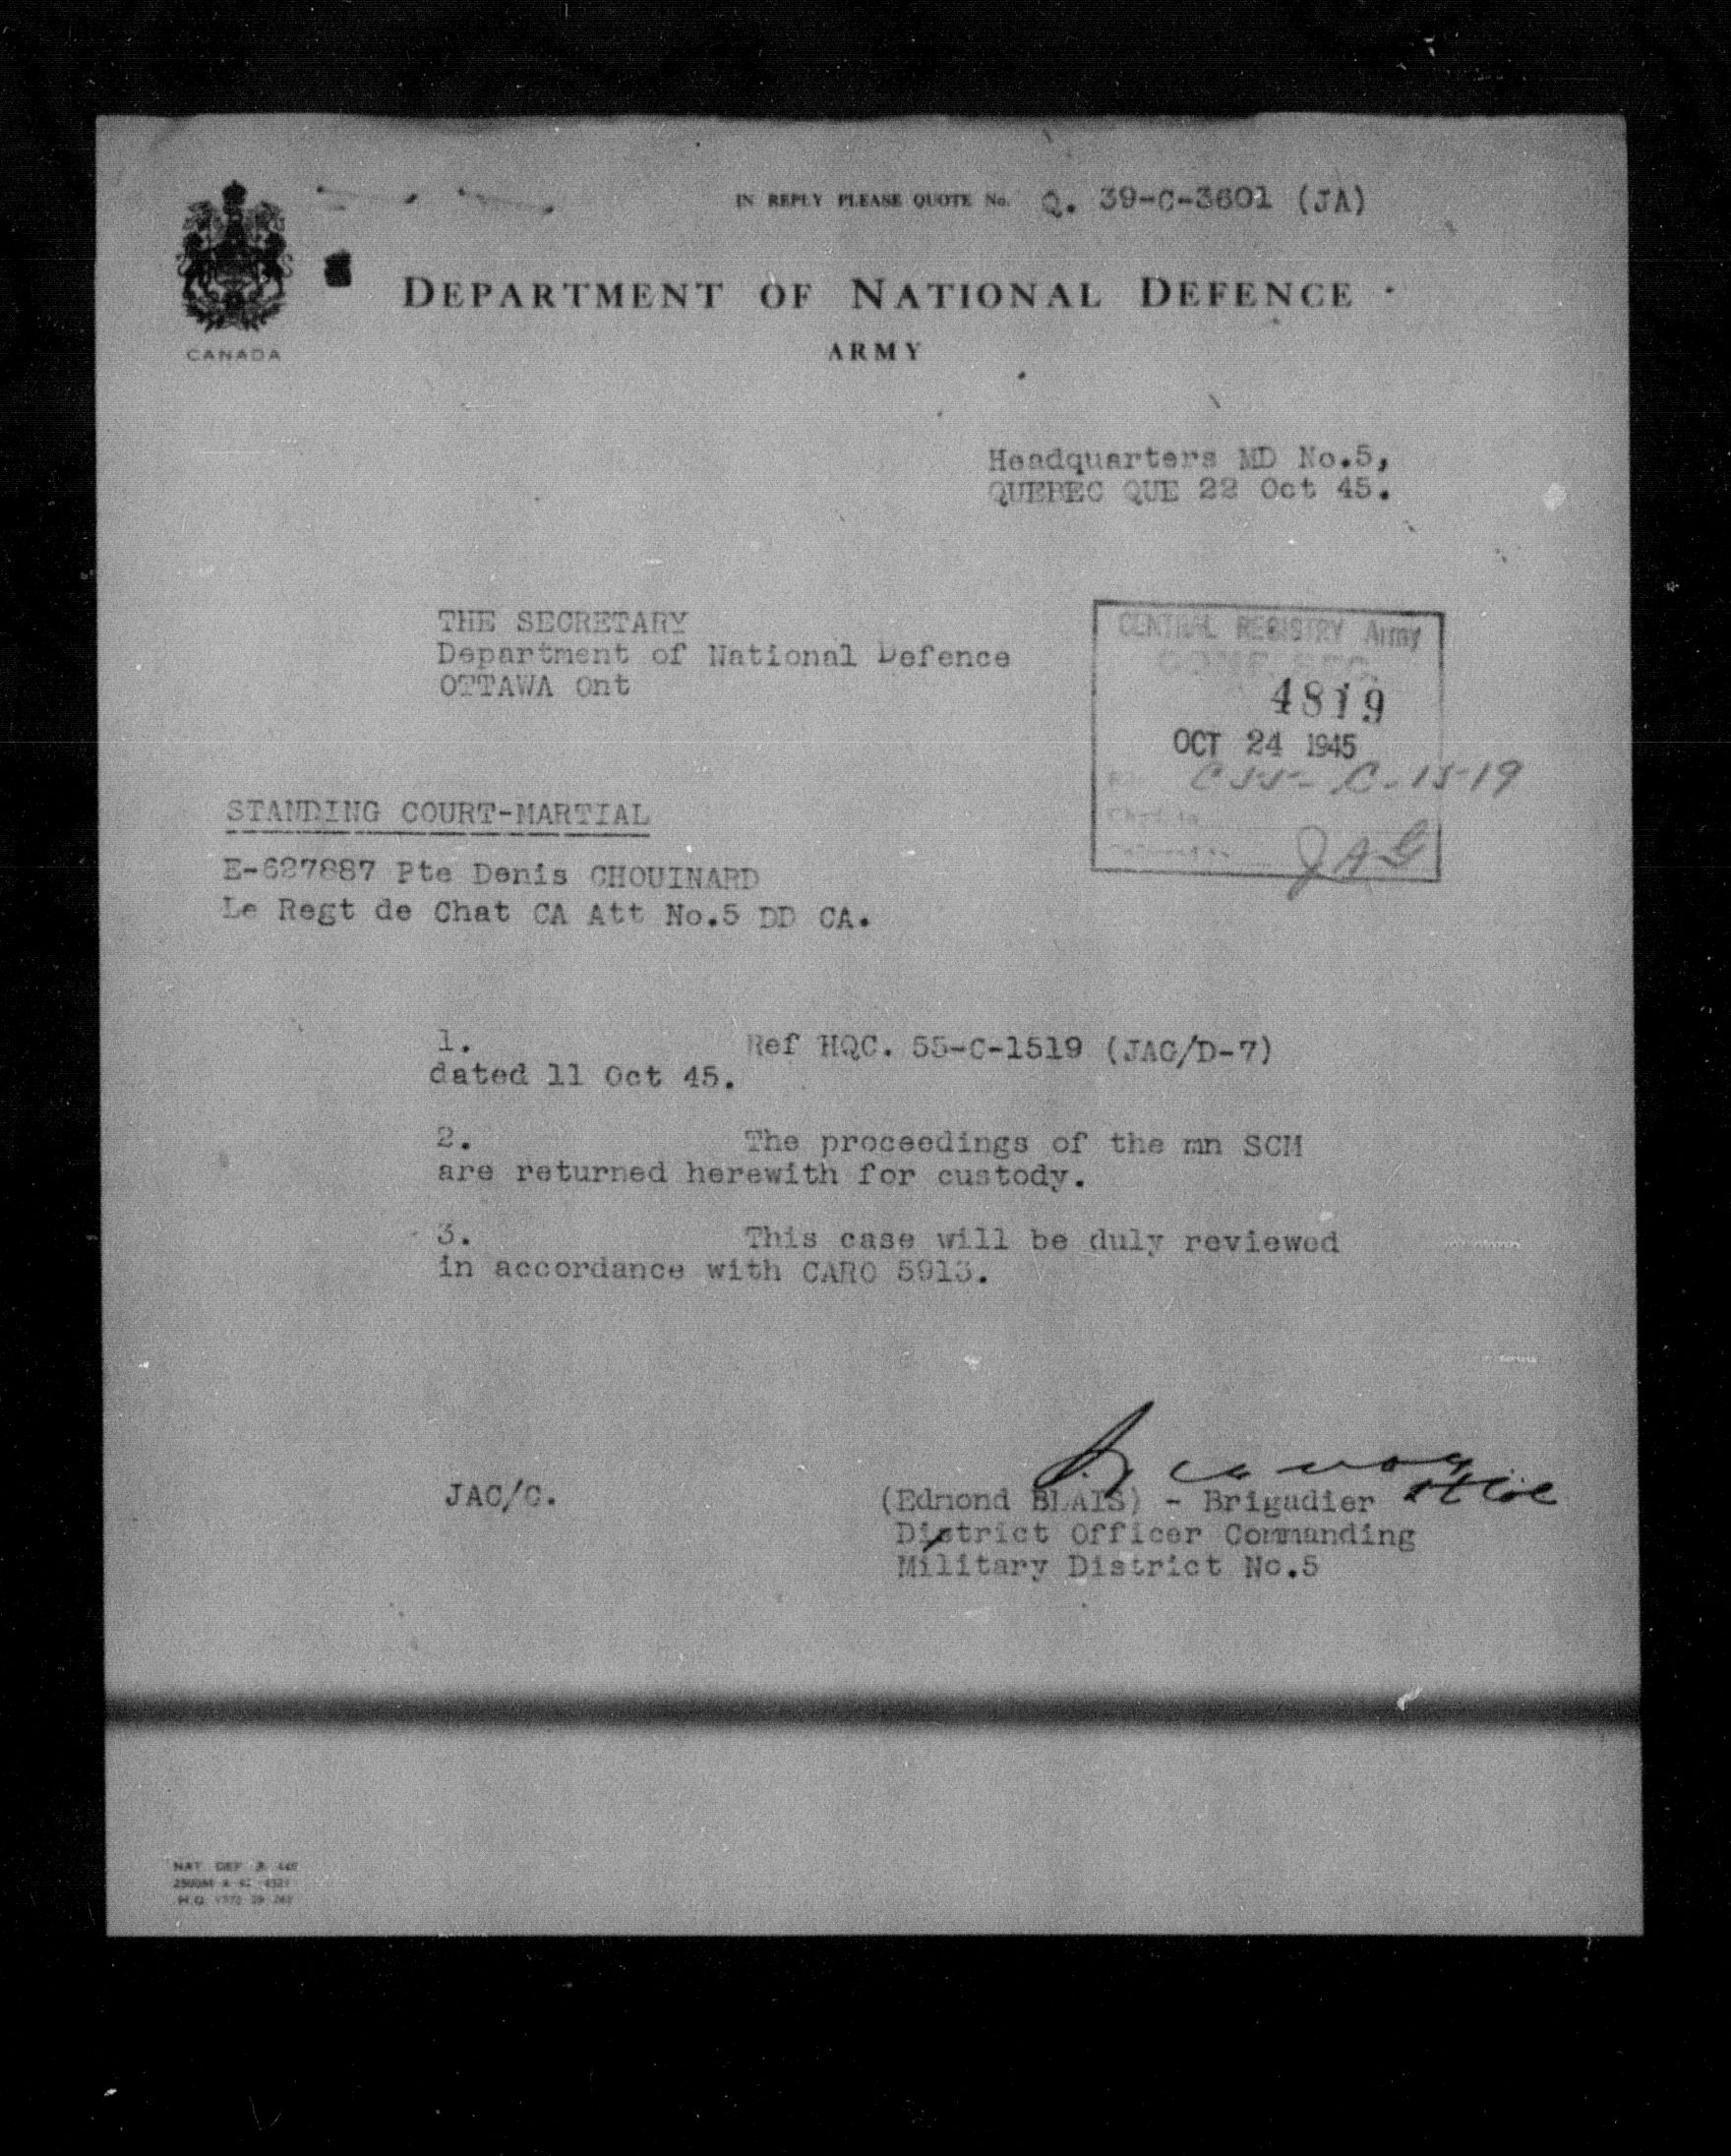 IN REPLY PLEASE QUOTE No. Q. 39-C-3601 (JA)
CANADA
DEPARTMENT OF NATIONAL DEFENCE
ARMY
Headquarters MD No.5,
QUEBEC QUE 22 Oct 45.
THE SECRETARY
Department of National Defence
OTTAWA Ont
CENTRAL REGISTRY Army
4819
OCT 24 1945
C-1519
JAG
STANDING COURT-MARTIAL
E-627887 Pte Denis CHOUINARD
Le Regt de Chat CA Att No.5 DD CA.
1. Ref HQC. 55-C-1519 (JAG/D-7)
dated 11 Oct 45.
2. The proceedings of the mn SCM
are returned herewith for custody.
3. This case will be duly reviewed
in accordance with CARO 5913.
JAC/C.
(Edmond BLAIS) - Brigadier
District Officer Commanding
Military District No.5
NAT DEF
H.Q.